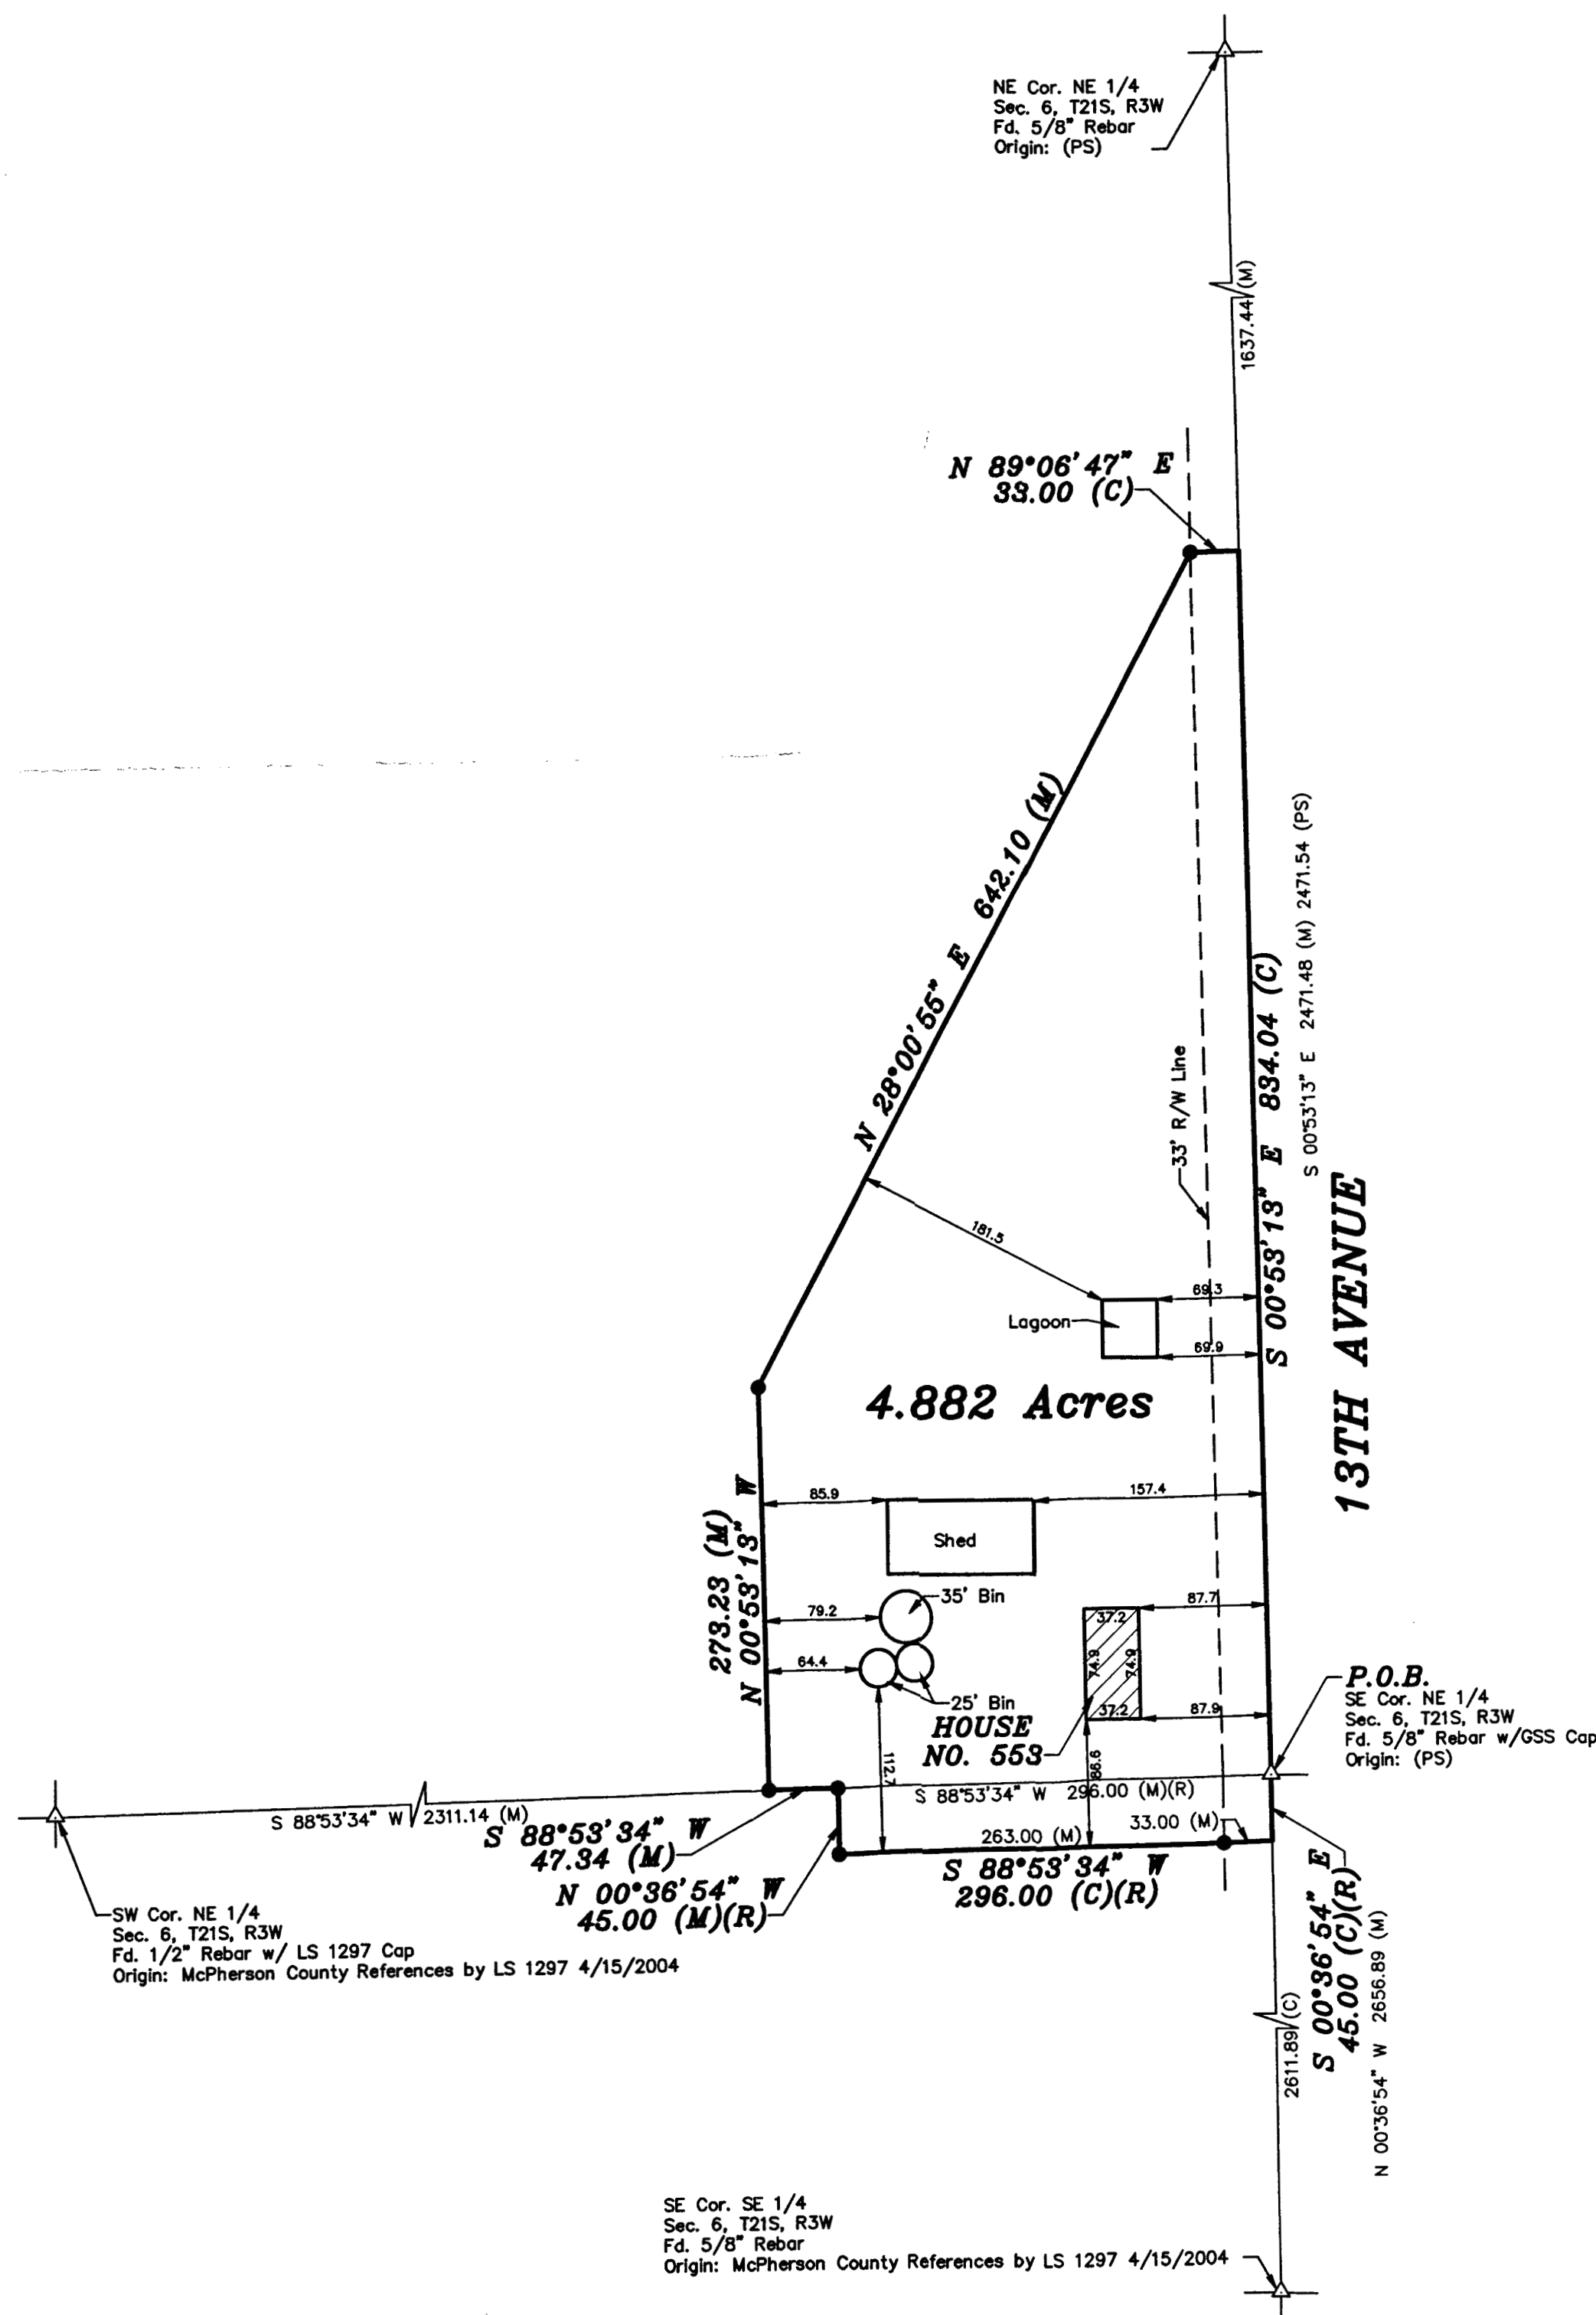 NE Cor. NE 1/4
Sec. 6, T21S, R3W
Fd. 5/8" Rebar
Origin: (PS)
1637.44 (M)
N 89°06'47" E
33.00 (C)
N 28°00'55" E 642.10 (M)
S 00°53'13" E 834.04 (C)
S 00°53'13" E 2471.48 (M) 2471.54 (PS)
33' R/W Line
13TH AVENUE
181.5
69.3
Lagoon
69.9
4.882 Acres
273.23 (M)
N 00°53'13" W
85.9
157.4
Shed
35' Bin
79.2
64.4
25' Bin
112.7
87.7
37.2
74.9
74.9
37.2
87.9
86.6
HOUSE
NO. 553
P.O.B.
SE Cor. NE 1/4
Sec. 6, T21S, R3W
Fd. 5/8" Rebar w/GSS Cap
Origin: (PS)
S 88°53'34" W 296.00 (M)(R)
S 88°53'34" W 2311.14 (M)
S 88°53'34" W
47.34 (M)
263.00 (M)
33.00 (M)
S 88°53'34" W
296.00 (C)(R)
N 00°36'54" W
45.00 (M)(R)
S 00°36'54" E
45.00 (C)(R)
N 00°36'54" W 2656.89 (M)
2611.89 (C)
SW Cor. NE 1/4
Sec. 6, T21S, R3W
Fd. 1/2" Rebar w/ LS 1297 Cap
Origin: McPherson County References by LS 1297 4/15/2004
SE Cor. SE 1/4
Sec. 6, T21S, R3W
Fd. 5/8" Rebar
Origin: McPherson County References by LS 1297 4/15/2004